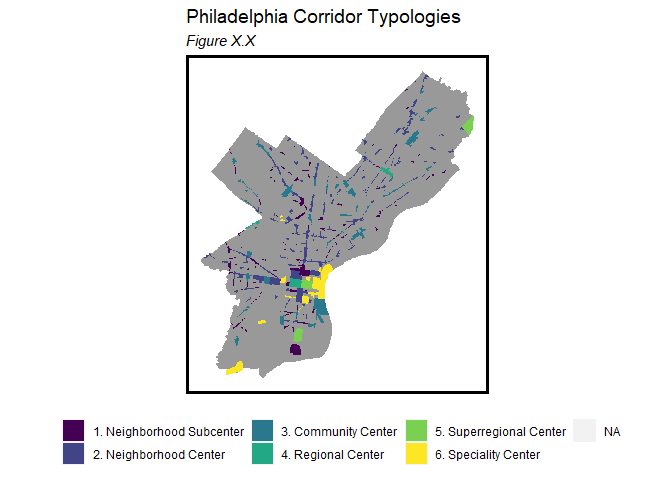 Philadelphia Corridor Typologies
Figure X.X
1. Neighborhood Subcenter 3. Community Center 5. Superregional Center NA
2. Neighborhood Center 4. Regional Center 6. Speciality Center